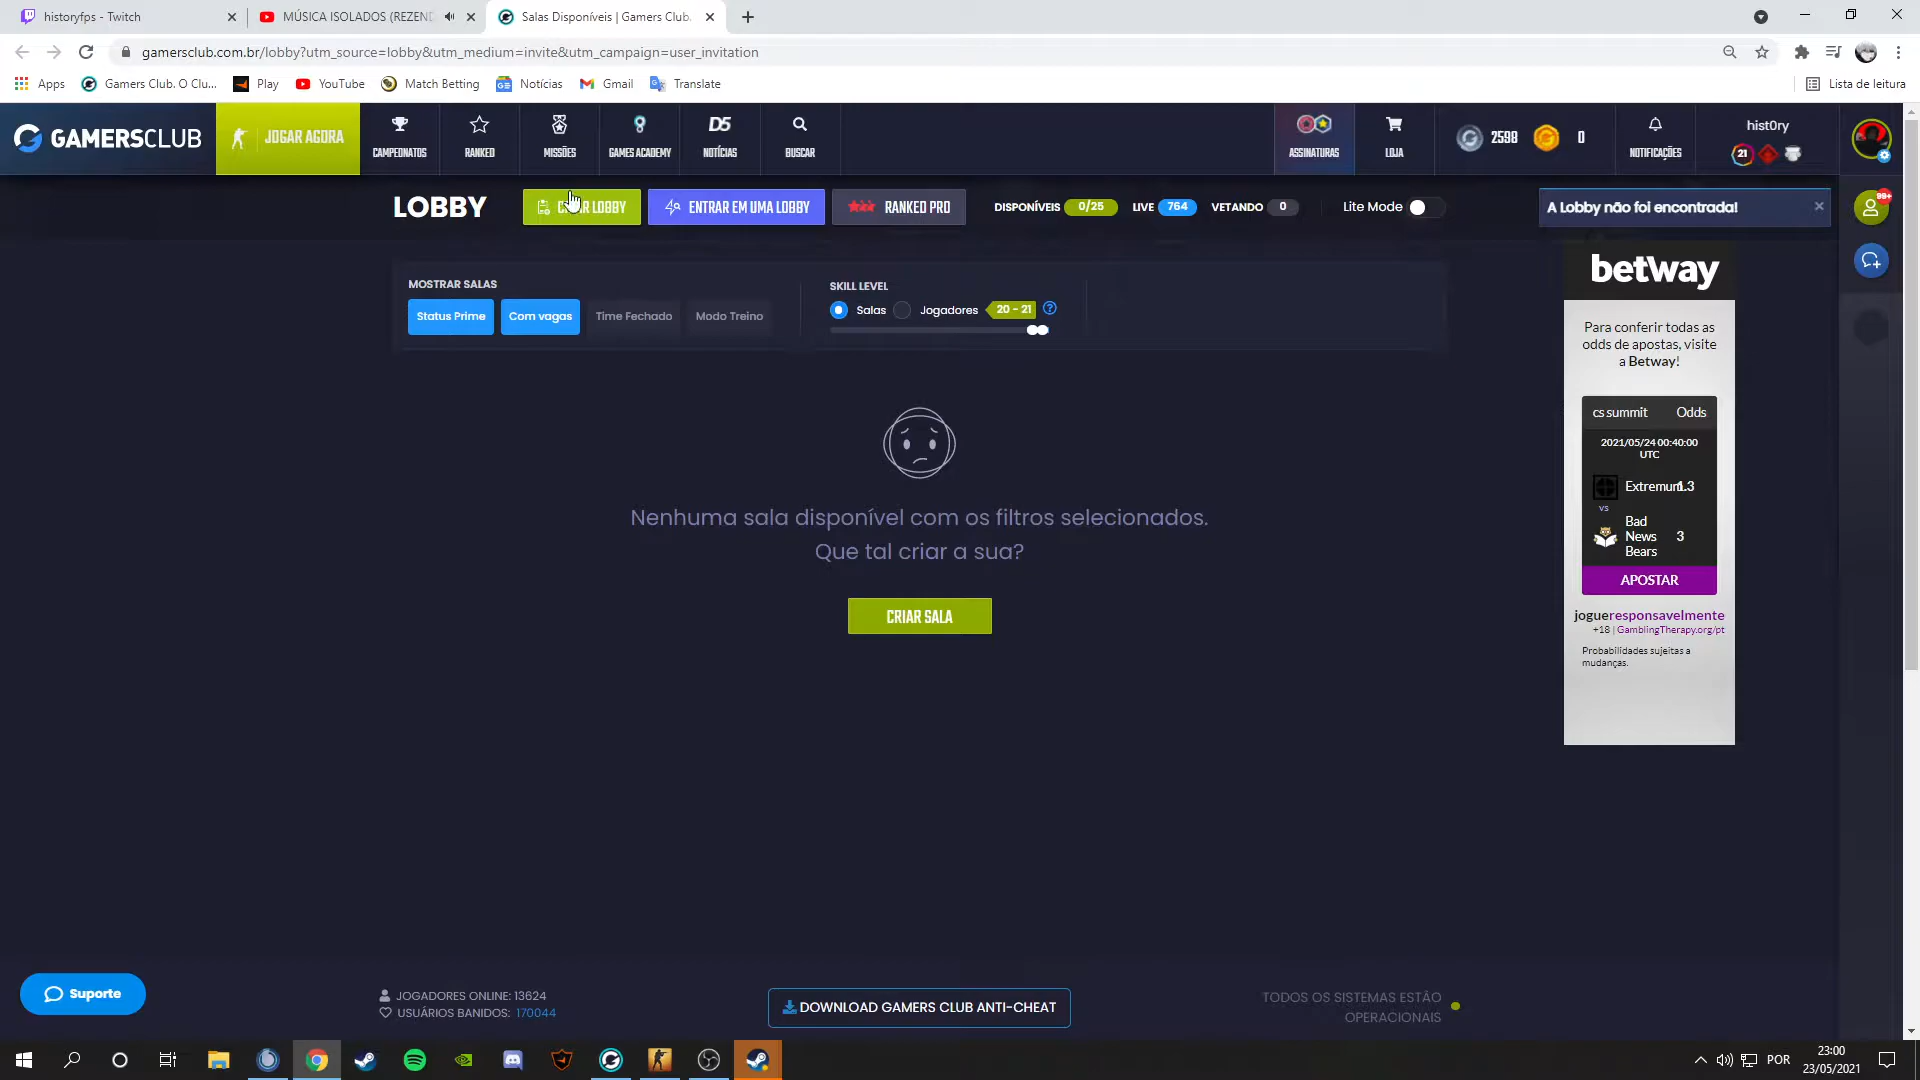 historyfps - Twitch
MÚSICA ISOLADOS (REZEND
Salas Disponíveis | Gamers Club.
gamersclub.com.br/lobby?utm_source=lobby&utm_medium=invite&utm_campaign=user_invitation
Apps
Gamers Club. O Clu...
Play
YouTube
Match Betting
Notícias
Gmail
Translate
Lista de leitura
GAMERSCLUB
JOGAR AGORA
CAMPEONATOS
RANKED
MISSÕES
GAMES ACADEMY
D5
NOTÍCIAS
BUSCAR
ASSINATURAS
LOJA
2598
0
NOTIFICAÇÕES
hist0ry
21
LOBBY
LOBBY
ENTRAR EM UMA LOBBY
RANKED PRO
DISPONÍVEIS 0/25
LIVE 764
VETANDO 0
Lite Mode
A Lobby não foi encontrada!
99+
MOSTRAR SALAS
Status Prime
Com vagas
Time Fechado
Modo Treino
SKILL LEVEL
Salas
Jogadores
20 - 21
?
Nenhuma sala disponível com os filtros selecionados.
Que tal criar a sua?
CRIAR SALA
betway
Para conferir todas as
odds de apostas, visite
a Betway!
cs summit Odds
2021/05/24 00:40:00
UTC
1.3
vs
Bad
News
Bears
3
APOSTAR
jogueresponsavelmente
+18 | GamblingTherapy.org/pt
Probabilidades sujeitas a
mudanças.
Suporte
JOGADORES ONLINE: 13624
USUÁRIOS BANIDOS: 170044
DOWNLOAD GAMERS CLUB ANTI-CHEAT
TODOS OS SISTEMAS ESTÃO
OPERACIONAIS
POR
23:00
23/05/2021